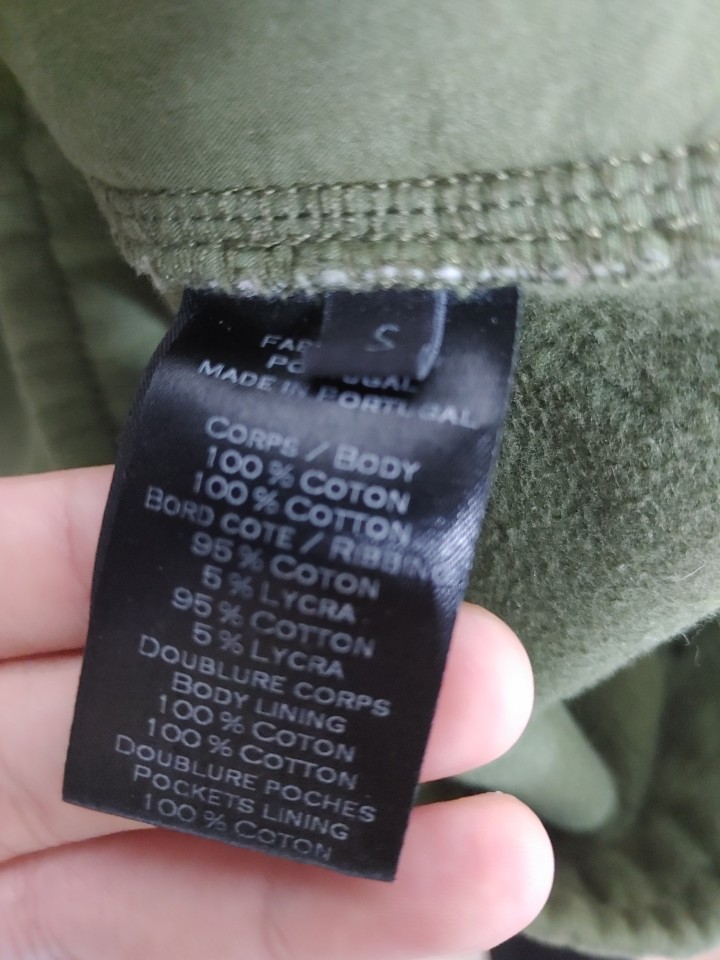 S
MADE IN PORTUGAL
CORPS / BODY
100 % COTON
100 % COTTON
BORD COTE / RIBBING
95 % COTON
5 % LYCRA
95 % COTTON
5 % LYCRA
DOUBLURE CORPS
BODY LINING
100 % COTON
100 % COTTON
DOUBLURE POCHES
POCKETS LINING
100 % COTON